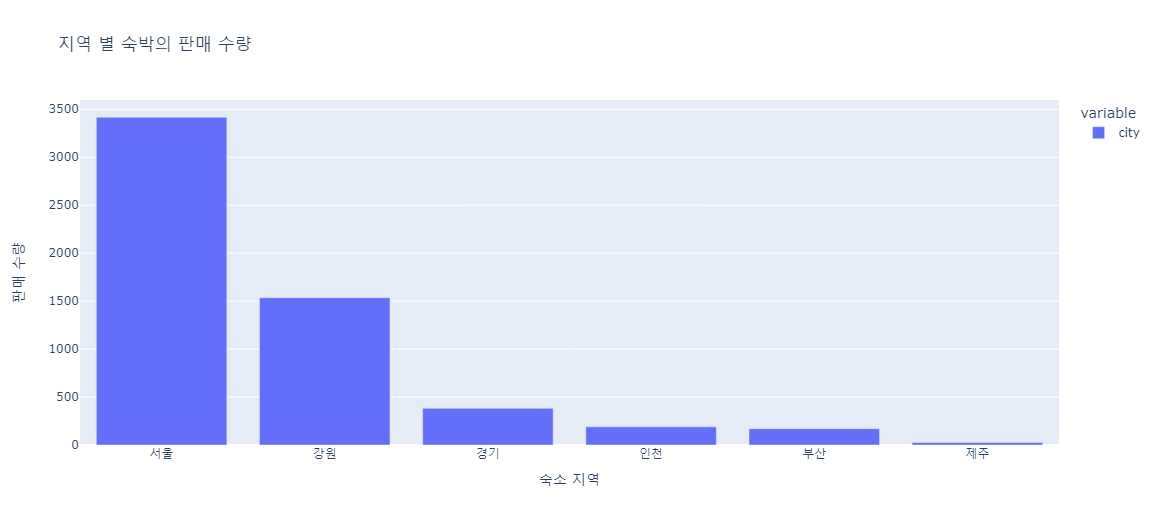 지역 별 숙박의 판매 수량
variable
city
판매 수량
3500
3000
2500
2000
1500
1000
500
0
서울
강원
경기
인천
부산
제주
숙소 지역